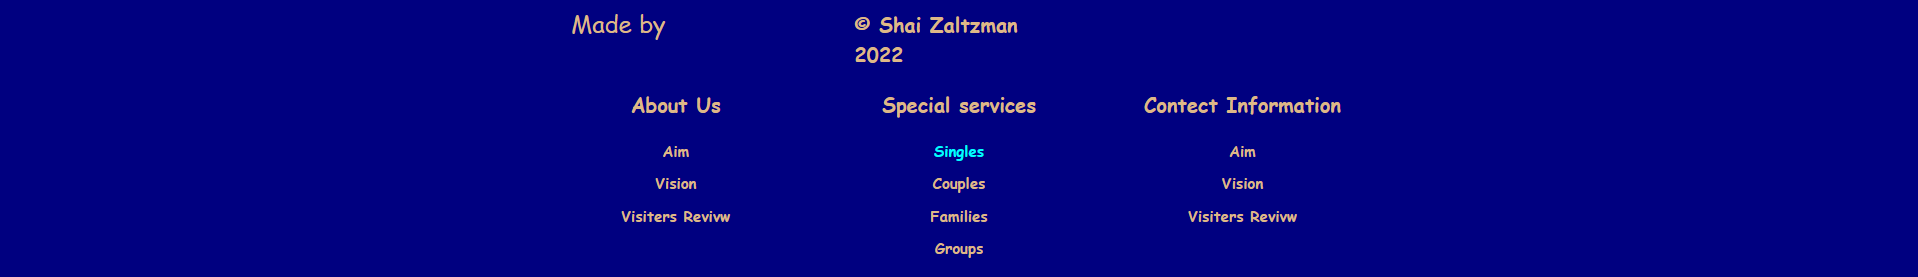 Made by
© Shai Zaltzman
2022
About Us
Special services
Contect Information
Aim
Singles
Aim
Vision
Couples
Vision
Visiters Revivw
Families
Visiters Revivw
Groups